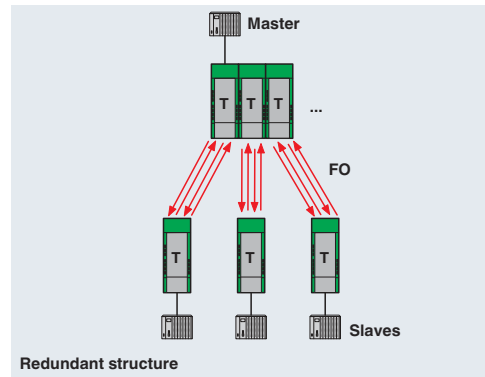 Master
T T T ...
FO
T T T
Slaves
Redundant structure